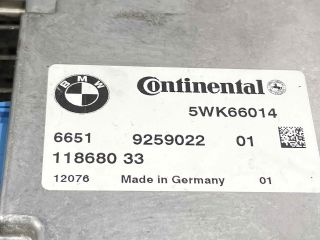 BMW
Continental
5WK66014
6651 9259022 01
118680 33
12076 Made in Germany 01